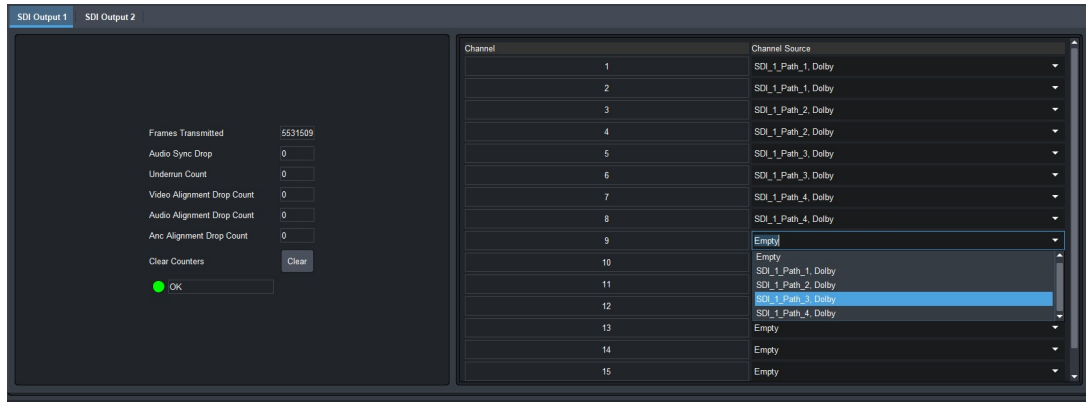 SDI Output 1 SDI Output 2
Frames Transmitted 5531509
Audio Sync Drop 0
Underrun Count 0
Video Alignment Drop Count 0
Audio Alignment Drop Count 0
Anc Alignment Drop Count 0
Clear Counters Clear
OK
Channel Channel Source
1 SDI_1_Path_1, Dolby
2 SDI_1_Path_1, Dolby
3 SDI_1_Path_2, Dolby
4 SDI_1_Path_2, Dolby
5 SDI_1_Path_3, Dolby
6 SDI_1_Path_3, Dolby
7 SDI_1_Path_4, Dolby
8 SDI_1_Path_4, Dolby
9 Empty
10
11
12
Empty
SDI_1_Path_1, Dolby
SDI_1_Path_2, Dolby
SDI_1_Path_3, Dolby
SDI_1_Path_4, Dolby
13 Empty
14 Empty
15 Empty